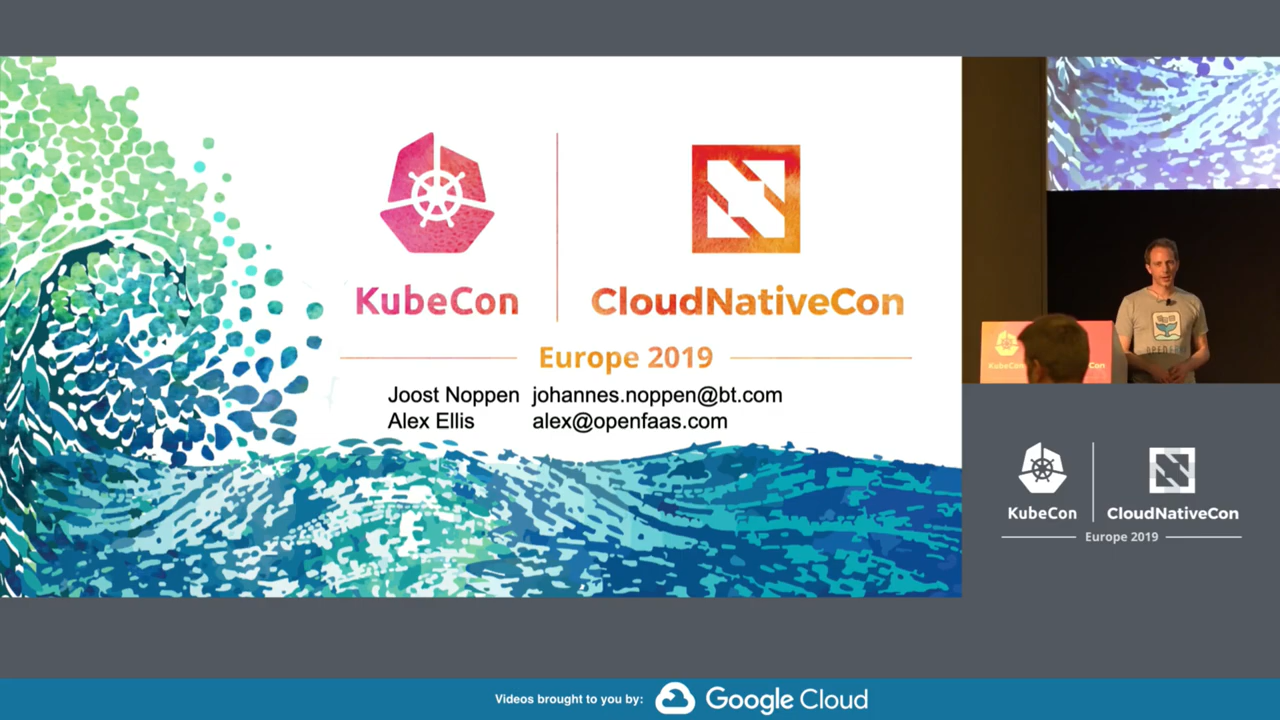 KubeCon
CloudNativeCon
Europe 2019
Joost Noppen johannes.noppen@bt.com
Alex Ellis alex@openfaas.com
KubeCon
CloudNativeCon
Europe 2019
Videos brought to you by: Google Cloud